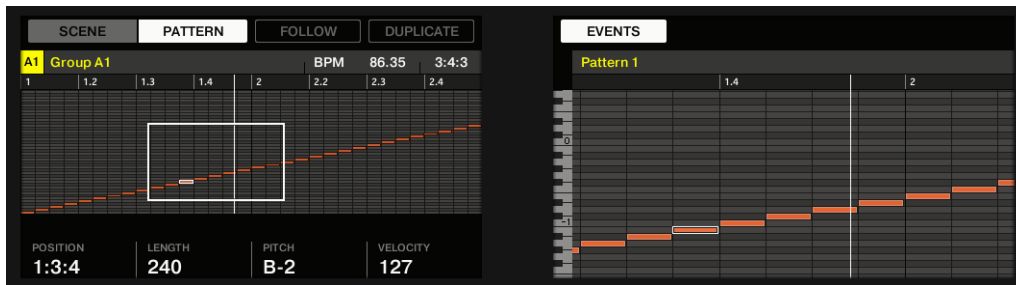 SCENE PATTERN FOLLOW DUPLICATE
A1 Group A1 BPM 86.35 3:4:3
1 1.2 1.3 1.4 2 2.2 2.3 2.4
POSITION LENGTH PITCH VELOCITY
1:3:4 240 B-2 127
EVENTS
Pattern 1
1.4 2
0
-1